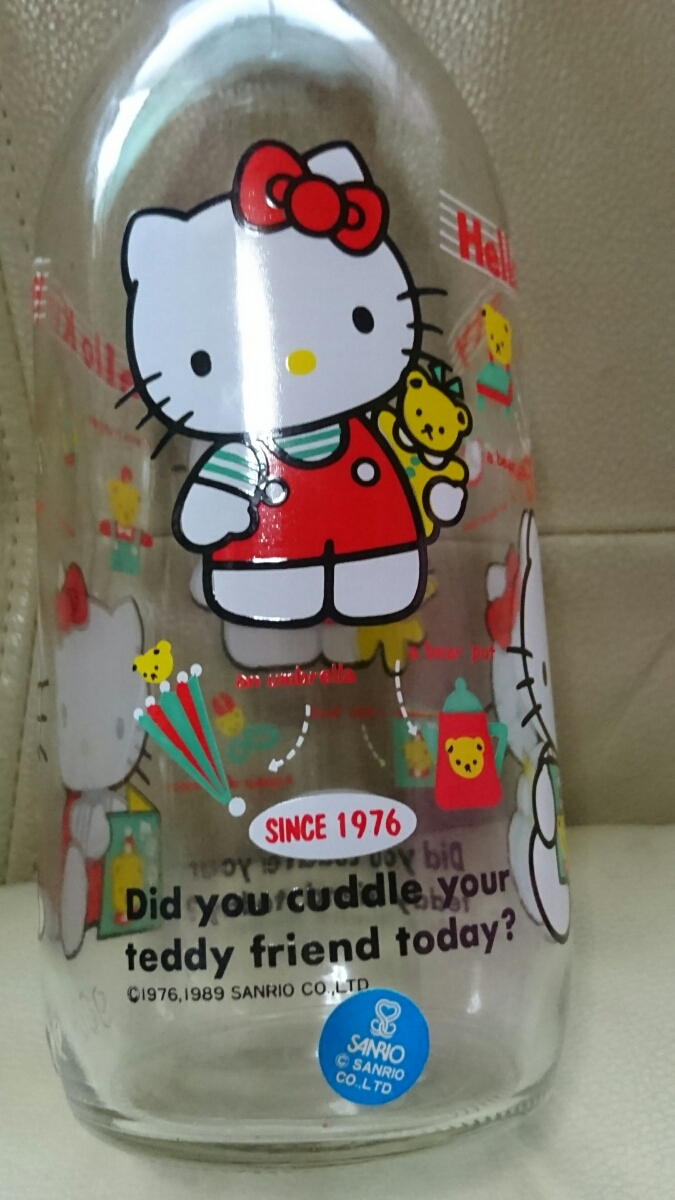 Hell
a bear pot
an umbrella
SINCE 1976
Did you cuddle your
teddy friend today?
©1976,1989 SANRIO CO.,LTD
SANRIO
© SANRIO
CO.,LTD